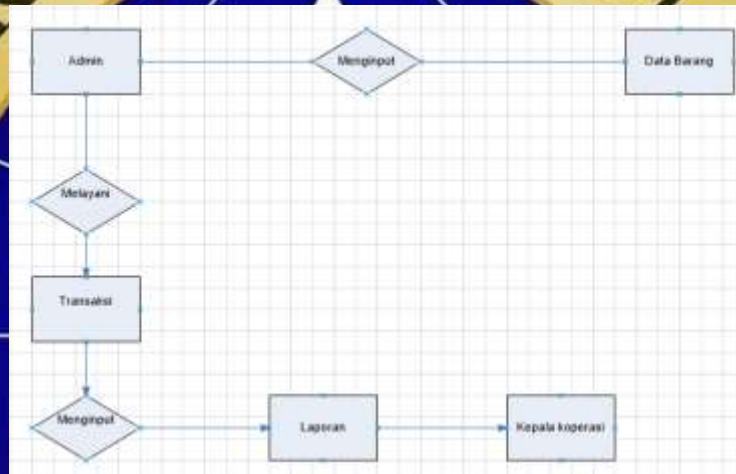 Admin
Menginput
Data Barang
Melayani
Transaksi
Menginput
Laporan
Kepala koperasi